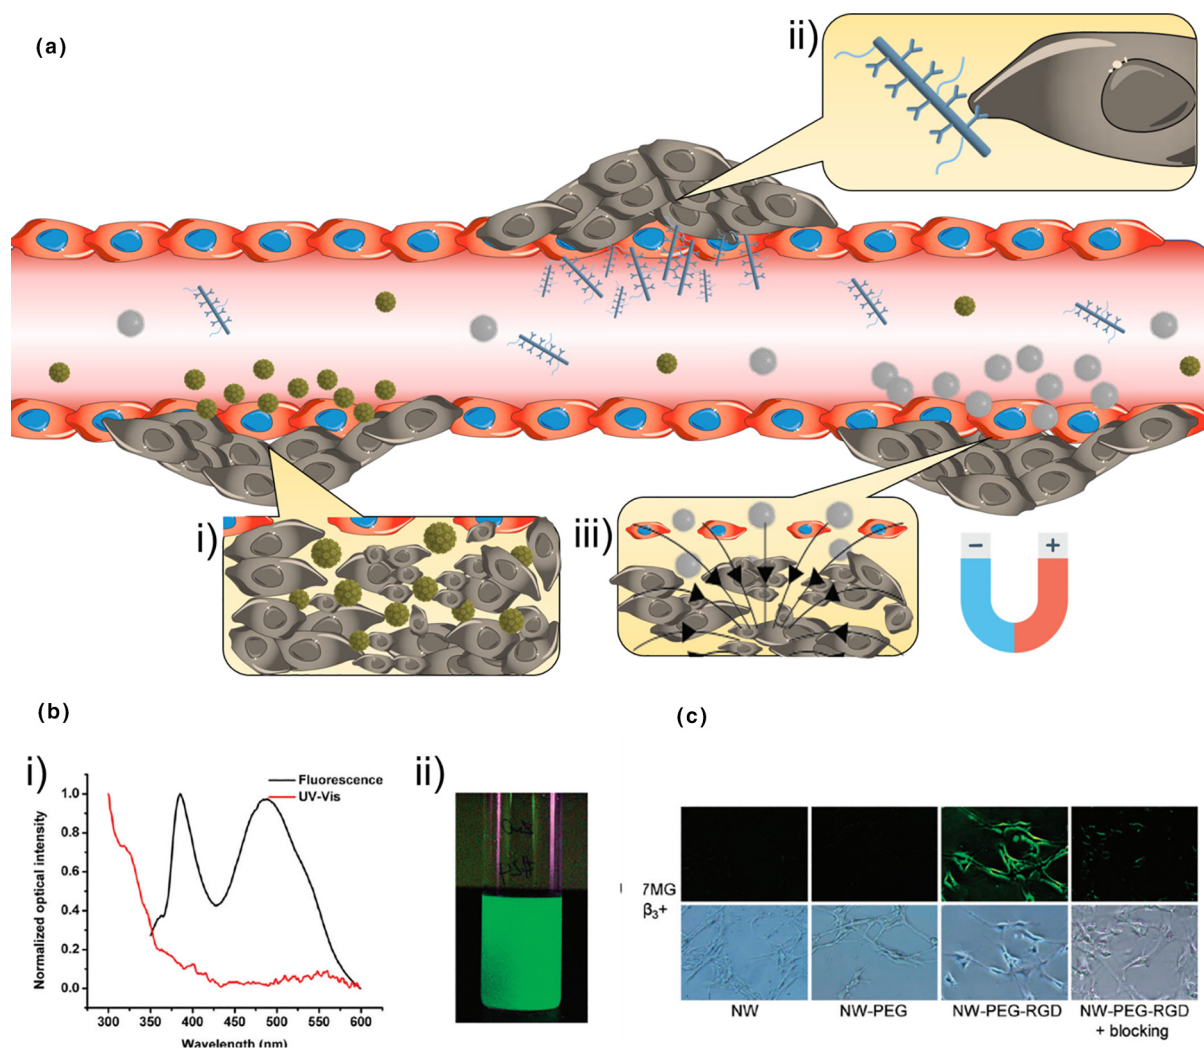 (a)
ii)
i)
iii)
− +
(b)
(c)
i)
ii)
Fluorescence
UV-Vis
Normalized optical intensity
1.0
0.8
0.6
0.4
0.2
0.0
300 350 400 450 500 550 600
Wavelength (nm)
7MG
β₃+
NW
NW-PEG
NW-PEG-RGD
NW-PEG-RGD
+ blocking